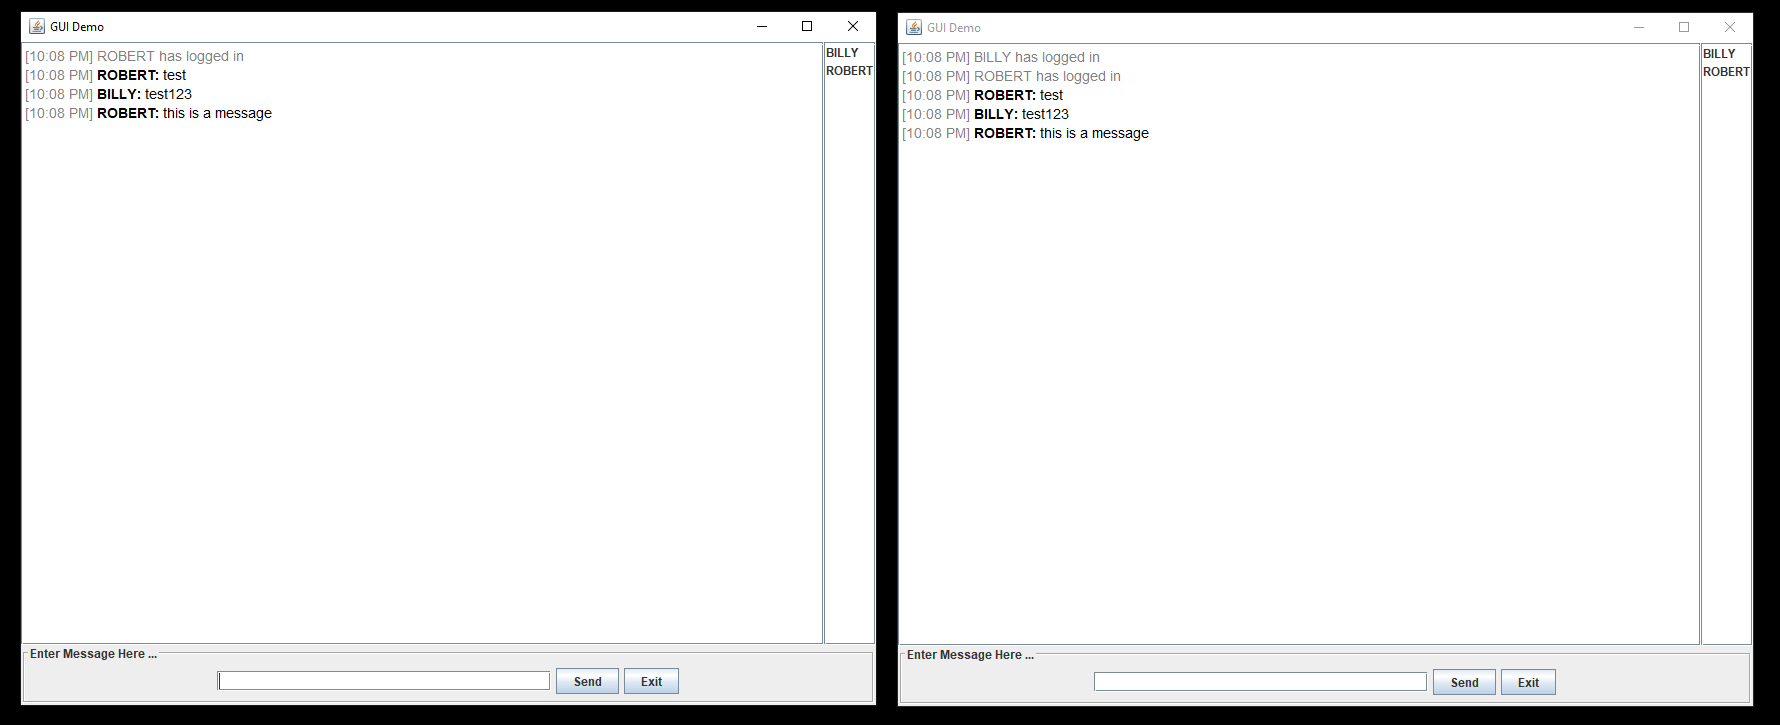 GUI Demo
[10:08 PM] ROBERT has logged in
[10:08 PM] ROBERT: test
[10:08 PM] BILLY: test123
[10:08 PM] ROBERT: this is a message
BILLY
ROBERT
Enter Message Here ...
Send
Exit
GUI Demo
[10:08 PM] BILLY has logged in
[10:08 PM] ROBERT has logged in
[10:08 PM] ROBERT: test
[10:08 PM] BILLY: test123
[10:08 PM] ROBERT: this is a message
BILLY
ROBERT
Enter Message Here ...
Send
Exit